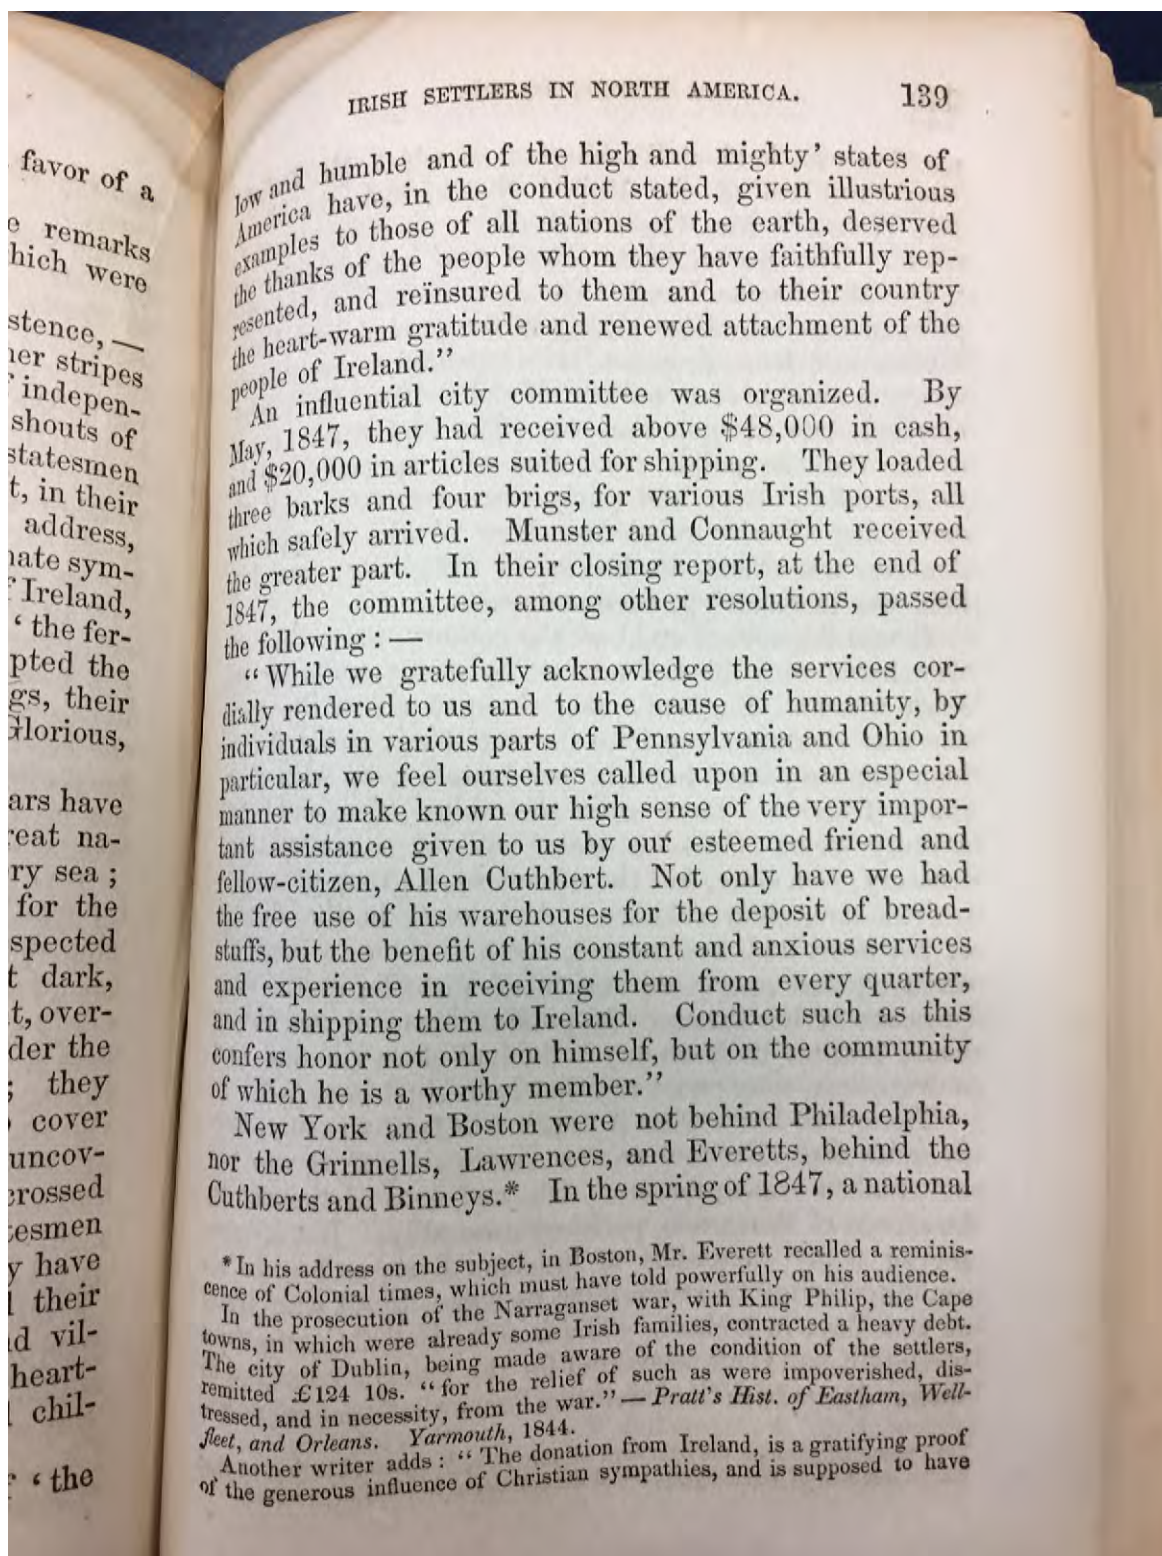 favor of a
remarks
which were
stence, —
ner stripes
indepen-
shouts of
statesmen
t, in their
address,
nate sym-
Ireland,
‘ the fer-
pted the
gs, their
Glorious,
ars have
reat na-
ry sea ;
for the
spected
t dark,
t, over-
der the
; they
cover
uncov-
crossed
tesmen
y have
their
d vil-
heart-
chil-
‘ the
IRISH SETTLERS IN NORTH AMERICA. 139
low and humble and of the high and mighty’ states of
America have, in the conduct stated, given illustrious
examples to those of all nations of the earth, deserved
the thanks of the people whom they have faithfully rep-
resented, and reïnsured to them and to their country
the heart-warm gratitude and renewed attachment of the
people of Ireland.”
An influential city committee was organized. By
May, 1847, they had received above $48,000 in cash,
and $20,000 in articles suited for shipping. They loaded
three barks and four brigs, for various Irish ports, all
which safely arrived. Munster and Connaught received
the greater part. In their closing report, at the end of
1847, the committee, among other resolutions, passed
the following : —
“ While we gratefully acknowledge the services cor-
dially rendered to us and to the cause of humanity, by
individuals in various parts of Pennsylvania and Ohio in
particular, we feel ourselves called upon in an especial
manner to make known our high sense of the very impor-
tant assistance given to us by our esteemed friend and
fellow-citizen, Allen Cuthbert. Not only have we had
the free use of his warehouses for the deposit of bread-
stuffs, but the benefit of his constant and anxious services
and experience in receiving them from every quarter,
and in shipping them to Ireland. Conduct such as this
confers honor not only on himself, but on the community
of which he is a worthy member.”
New York and Boston were not behind Philadelphia,
nor the Grinnells, Lawrences, and Everetts, behind the
Cuthberts and Binneys.* In the spring of 1847, a national
* In his address on the subject, in Boston, Mr. Everett recalled a reminis-
cence of Colonial times, which must have told powerfully on his audience.
In the prosecution of the Narraganset war, with King Philip, the Cape
towns, in which were already some Irish families, contracted a heavy debt.
The city of Dublin, being made aware of the condition of the settlers,
remitted £124 10s. “for the relief of such as were impoverished, dis-
tressed, and in necessity, from the war.” — Pratt's Hist. of Eastham, Well-
fleet, and Orleans. Yarmouth, 1844.
Another writer adds : “ The donation from Ireland, is a gratifying proof
of the generous influence of Christian sympathies, and is supposed to have